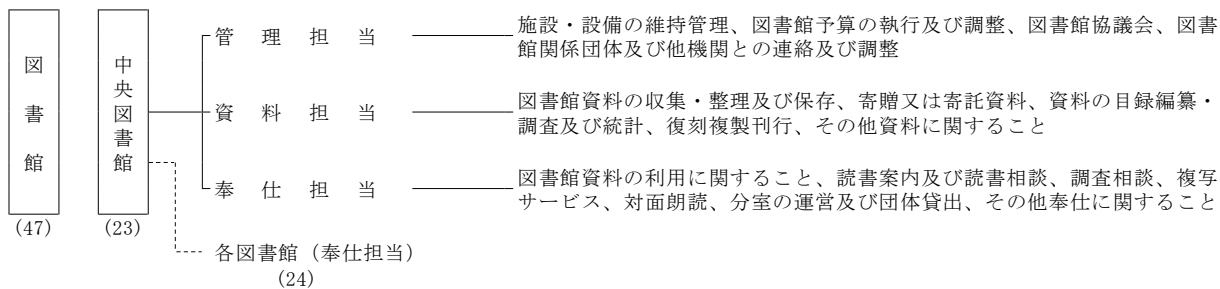 図書館
(47)
中央図書館
(23)
管理担当
施設・設備の維持管理、図書館予算の執行及び調整、図書館協議会、図書
館関係団体及び他機関との連絡及び調整
資料担当
図書館資料の収集・整理及び保存、寄贈又は寄託資料、資料の目録編纂・
調査及び統計、復刻複製刊行、その他資料に関すること
奉仕担当
図書館資料の利用に関すること、読書案内及び読書相談、調査相談、複写
サービス、対面朗読、分室の運営及び団体貸出、その他奉仕に関すること
各図書館（奉仕担当）
(24)